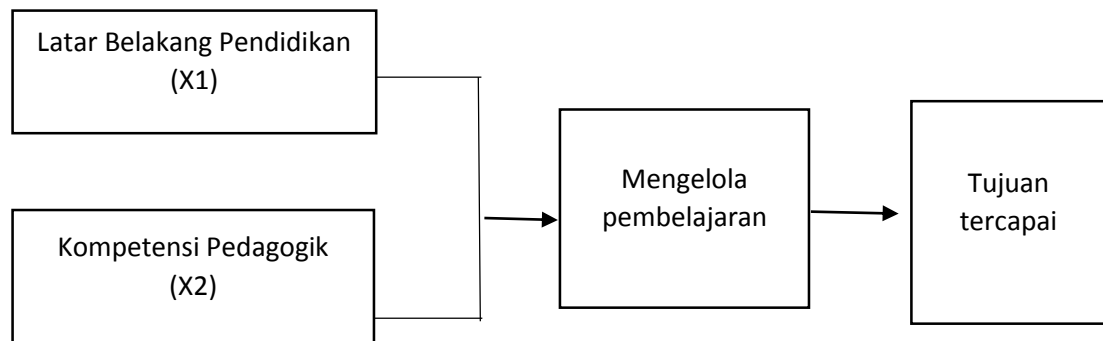 Latar Belakang Pendidikan
(X1)
Kompetensi Pedagogik
(X2)
Mengelola
pembelajaran
Tujuan
tercapai